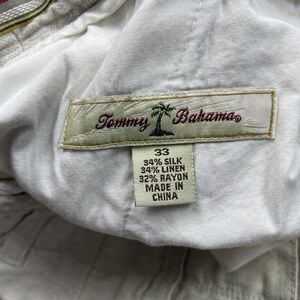 Tommy Bahama®
33
34% SILK
34% LINEN
32% RAYON
MADE IN
CHINA